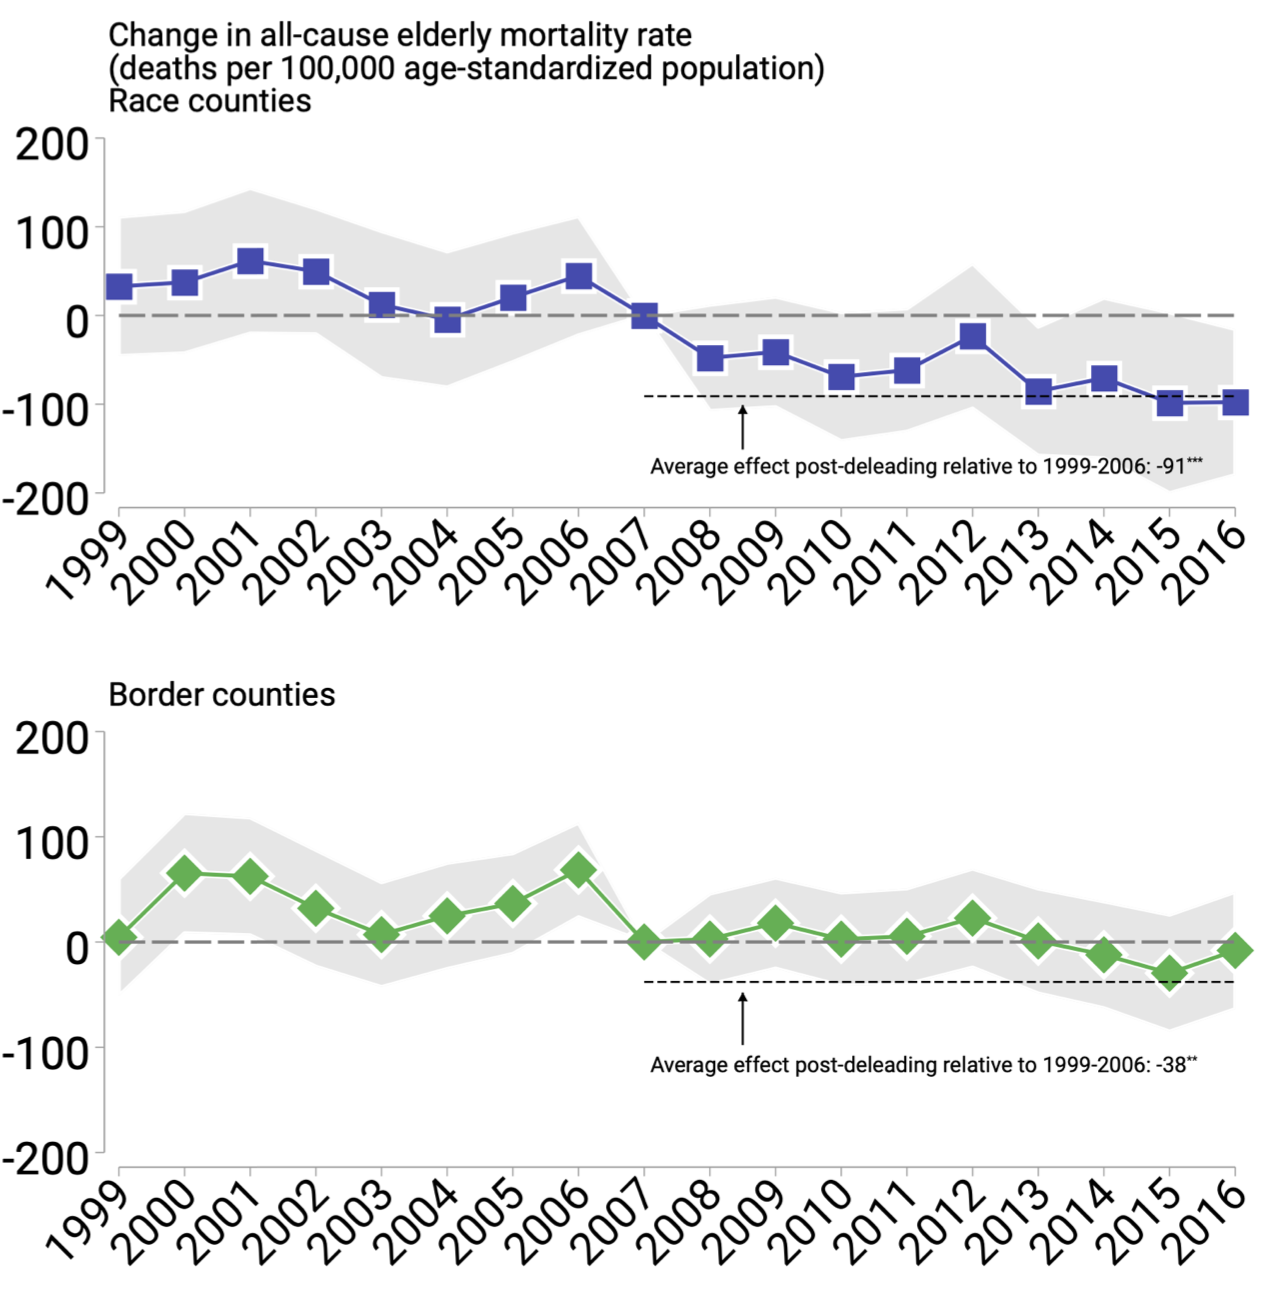 Change in all-cause elderly mortality rate
(deaths per 100,000 age-standardized population)
Race counties
200
100
0
-100
-200
Average effect post-deleading relative to 1999-2006: -91***
1999 2000 2001 2002 2003 2004 2005 2006 2007 2008 2009 2010 2011 2012 2013 2014 2015 2016
Border counties
200
100
0
-100
-200
Average effect post-deleading relative to 1999-2006: -38**
1999 2000 2001 2002 2003 2004 2005 2006 2007 2008 2009 2010 2011 2012 2013 2014 2015 2016